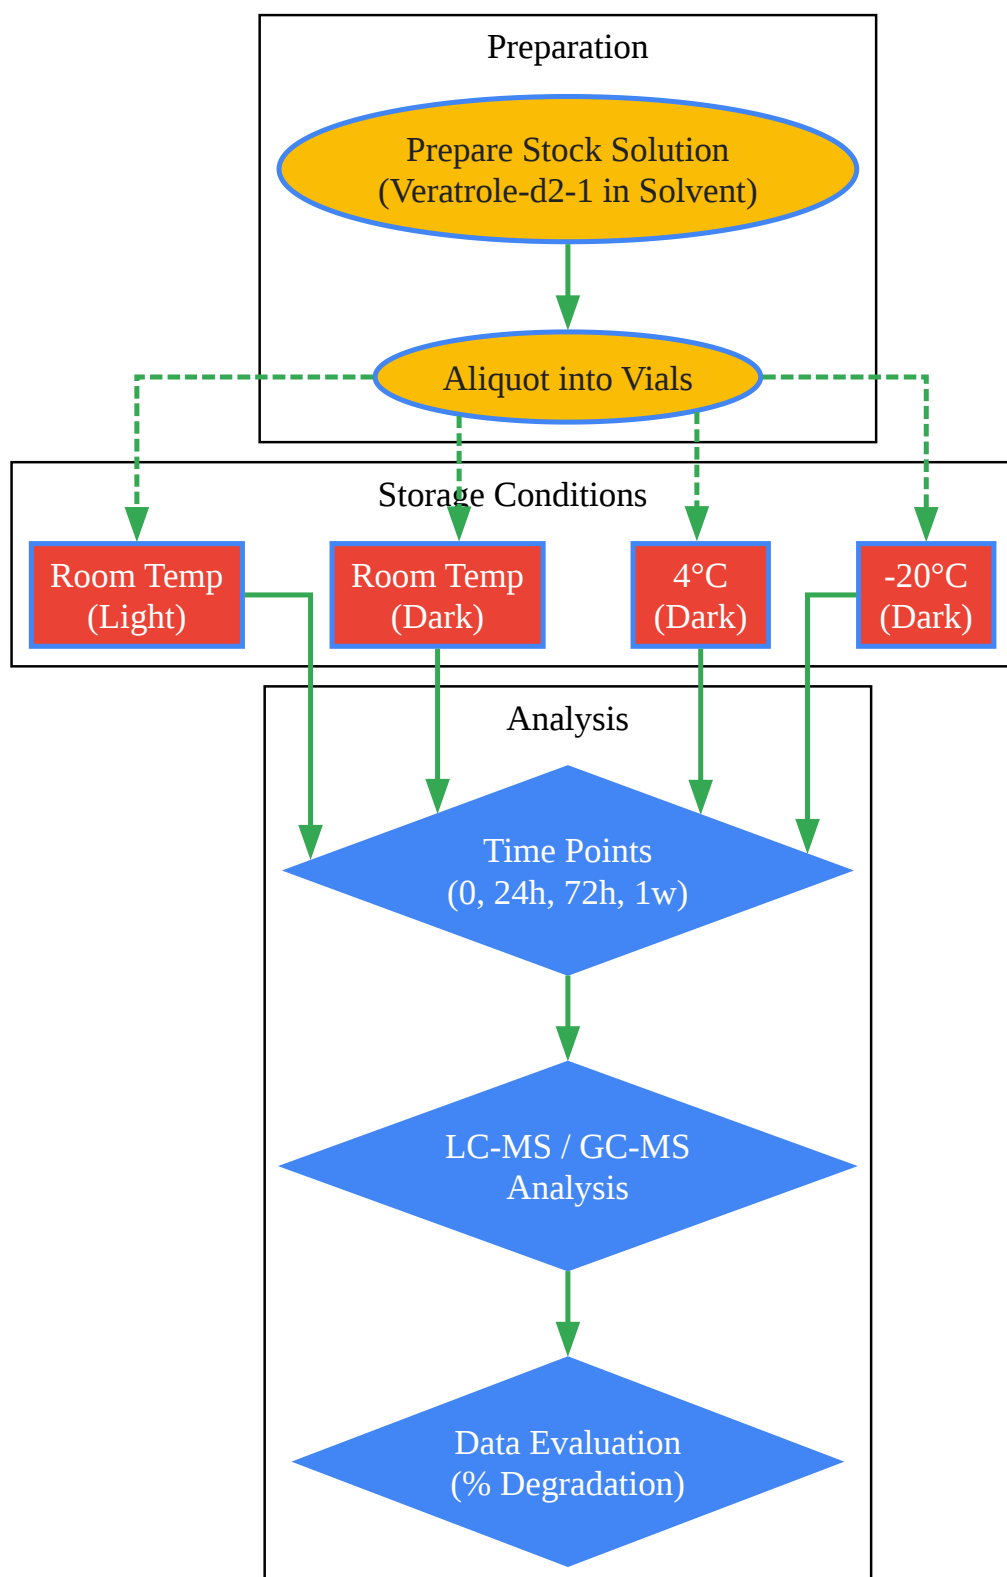 Preparation
Prepare Stock Solution
(Veratrole-d2-1 in Solvent)
Aliquot into Vials
Storage Conditions
Room Temp
(Light)
Room Temp
(Dark)
4°C
(Dark)
-20°C
(Dark)
Analysis
Time Points
(0, 24h, 72h, 1w)
LC-MS / GC-MS
Analysis
Data Evaluation
(% Degradation)